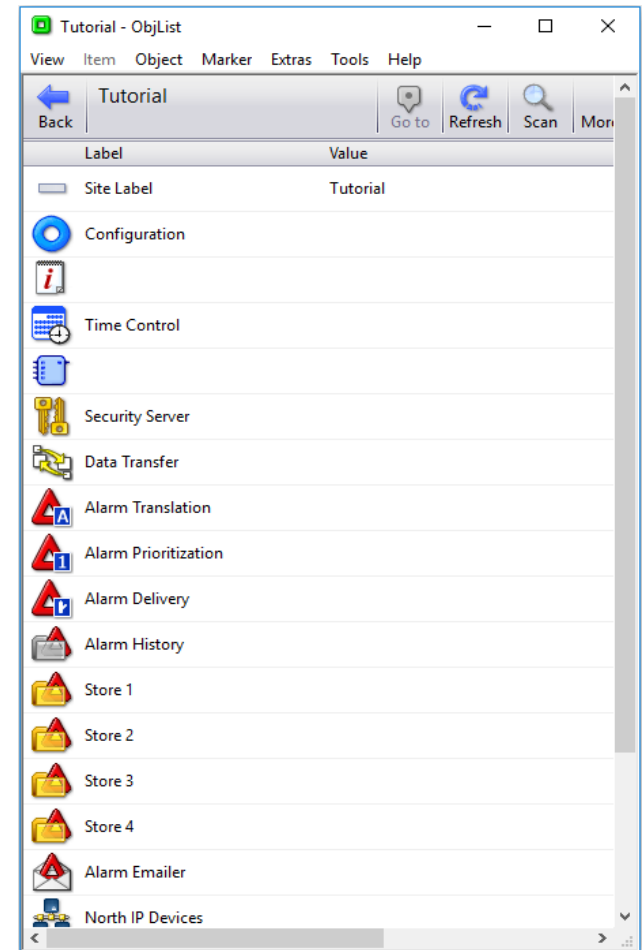 Tutorial - ObjList
View Item Object Marker Extras Tools Help
Back Tutorial Go to Refresh Scan More
Label Value
Site Label Tutorial
Configuration
i
Time Control
Security Server
Data Transfer
A Alarm Translation
1 Alarm Prioritization
Alarm Delivery
Alarm History
Store 1
Store 2
Store 3
Store 4
Alarm Emailer
North IP Devices